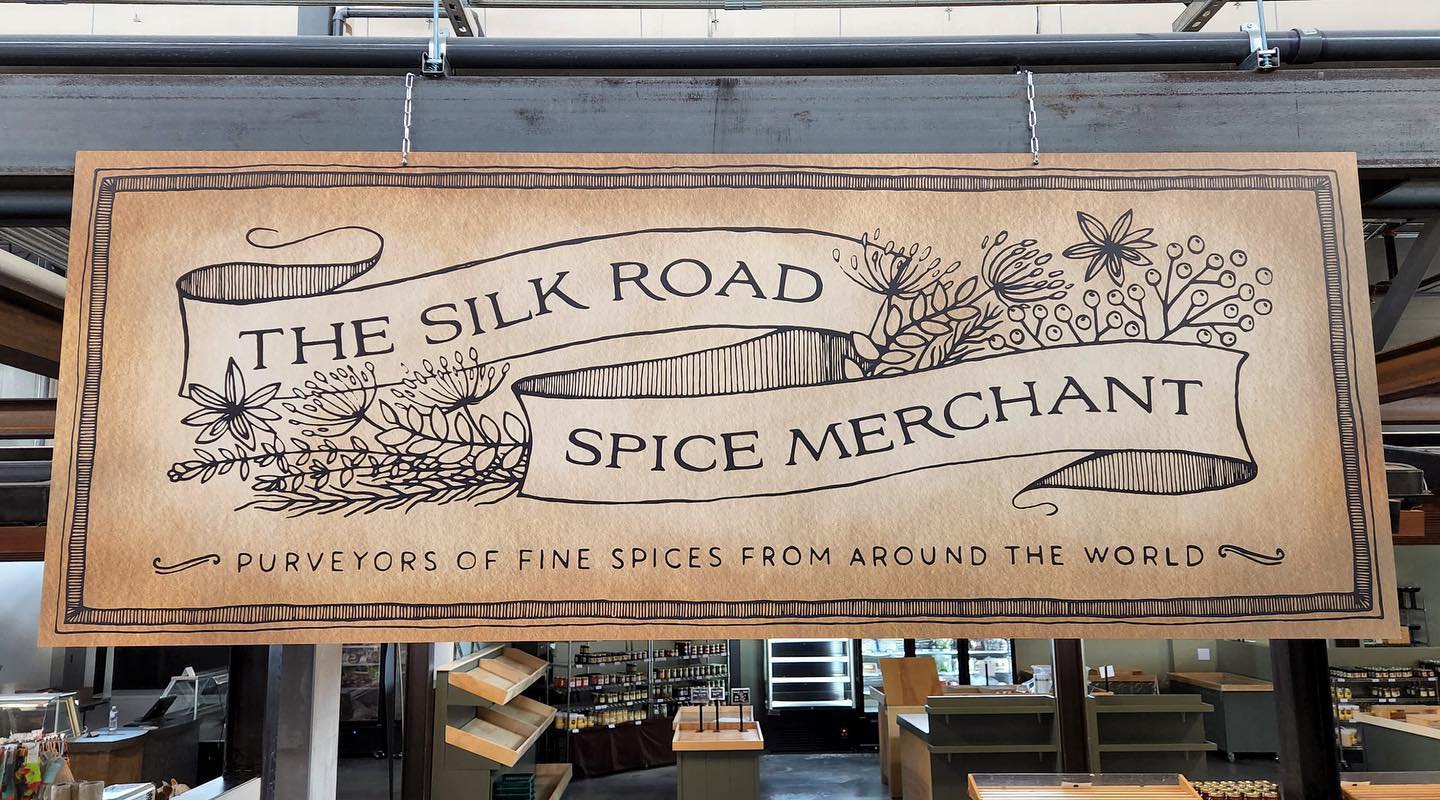 THE SILK ROAD
SPICE MERCHANT
PURVEYORS OF FINE SPICES FROM AROUND THE WORLD